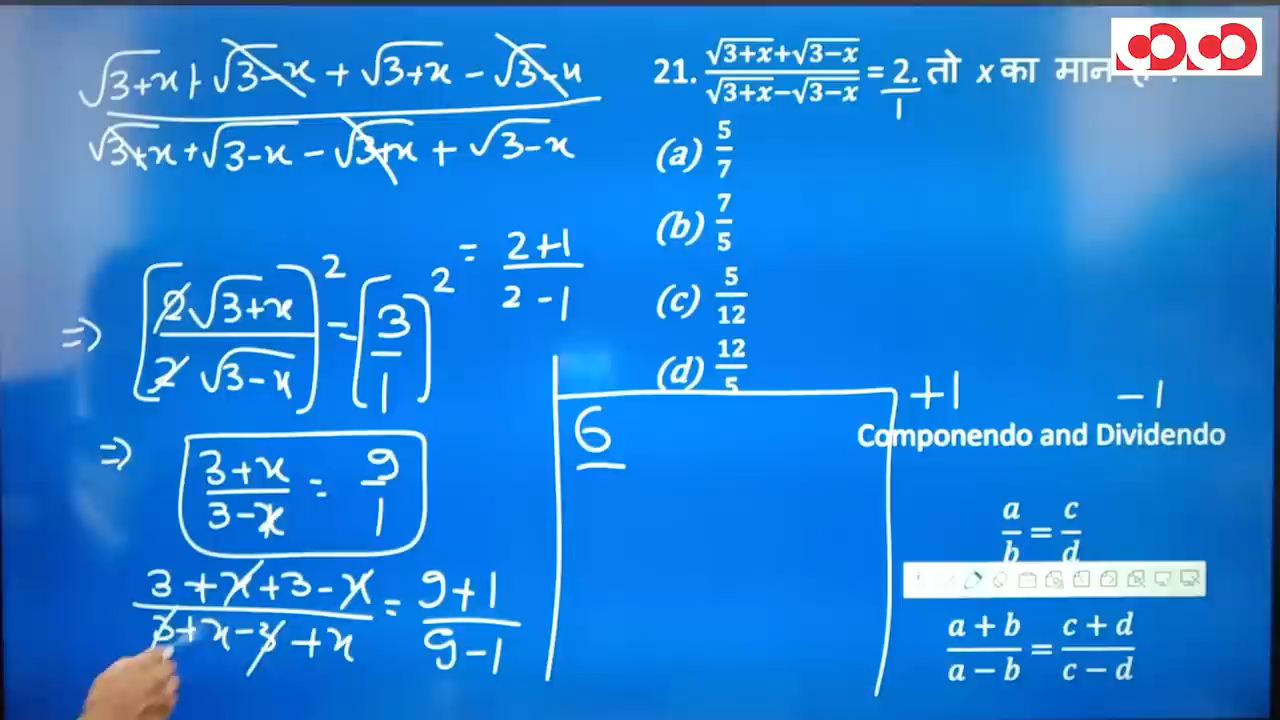 √3+x + √3-x + √3+x - √3-x
√3+x + √3-x - √3+x + √3-x
= 2+1
2-1
⇒ [2√3+x / 2√3-x]² = [3/1]²
⇒ 3+x / 3-x = 9/1
3+x+3-x / 3+x-3+x = 9+1 / 9-1
21. √3+x+√3−x / √3+x−√3−x = 2. तो x का मान
1
(a) 5/7
(b) 7/5
(c) 5/12
(d) 12/5
6
+1 -1
Componendo and Dividendo
a/b = c/d
a + b / a − b = c + d / c − d